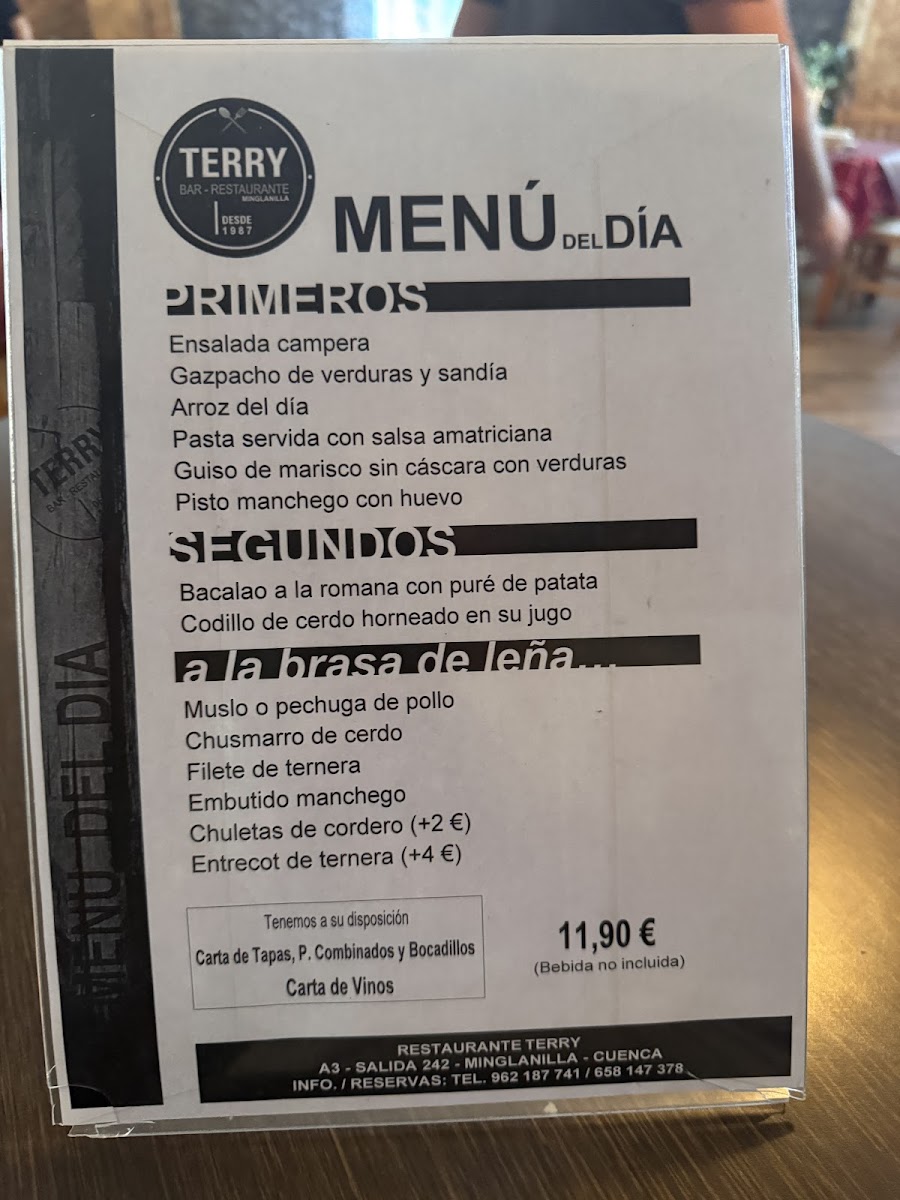 TERRY
BAR - RESTAURANTE
MINGLANILLA
DESDE
1987
MENÚ DEL DÍA
PRIMEROS
Ensalada campera
Gazpacho de verduras y sandía
Arroz del día
Pasta servida con salsa amatriciana
Guiso de marisco sin cáscara con verduras
Pisto manchego con huevo
SEGUNDOS
Bacalao a la romana con puré de patata
Codillo de cerdo horneado en su jugo
a la brasa de leña...
Muslo o pechuga de pollo
Chusmarro de cerdo
Filete de ternera
Embutido manchego
Chuletas de cordero (+2 €)
Entrecot de ternera (+4 €)
Tenemos a su disposición
Carta de Tapas, P. Combinados y Bocadillos
Carta de Vinos
11,90 €
(Bebida no incluida)
RESTAURANTE TERRY
A3 - SALIDA 242 - MINGLANILLA - CUENCA
INFO. / RESERVAS: TEL. 962 187 741 / 658 147 378
TERRY
MENU DEL DIA